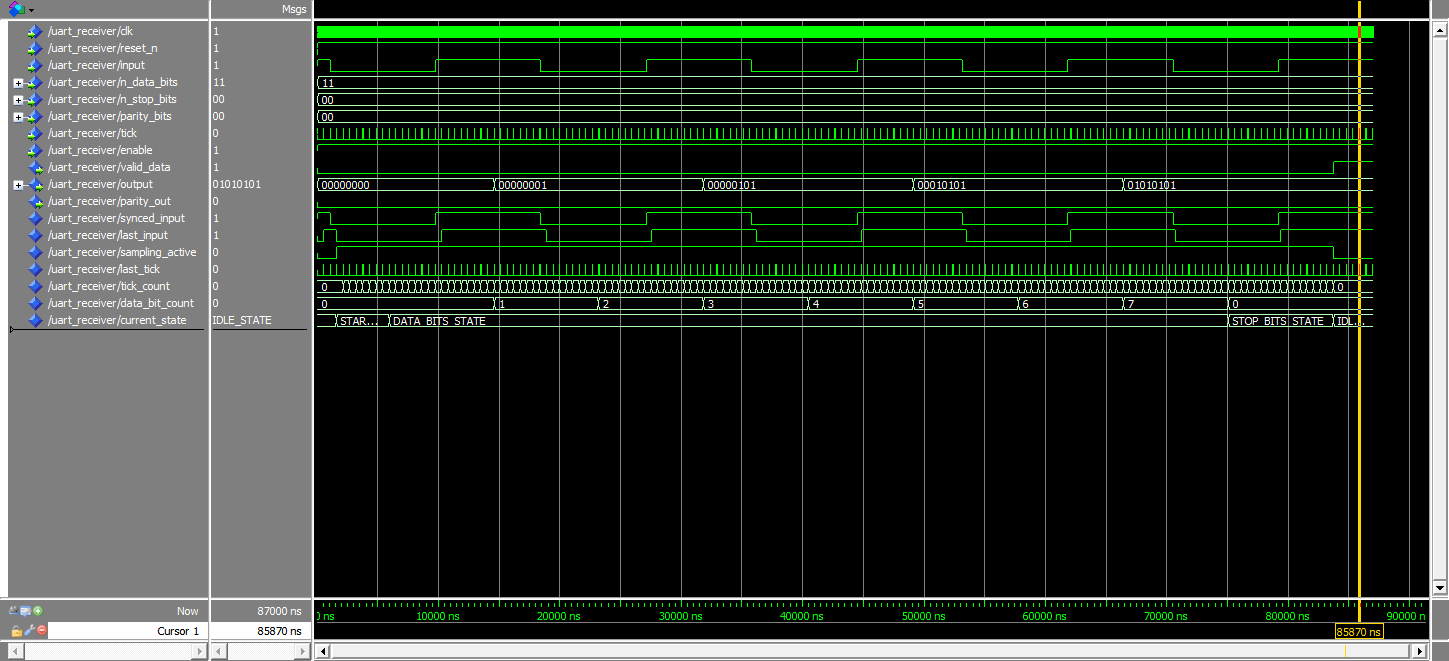 Msgs
/uart_receiver/clk 1
/uart_receiver/reset_n 1
/uart_receiver/input 1
/uart_receiver/n_data_bits 11 11
/uart_receiver/n_stop_bits 00 00
/uart_receiver/parity_bits 00 00
/uart_receiver/tick 0
/uart_receiver/enable 1
/uart_receiver/valid_data 1
/uart_receiver/output 01010101 00000000 00000001 00000101 00010101 01010101
/uart_receiver/parity_out 0
/uart_receiver/synced_input 1
/uart_receiver/last_input 1
/uart_receiver/sampling_active 0
/uart_receiver/last_tick 0
/uart_receiver/tick_count 0 0 0
/uart_receiver/data_bit_count 0 0 1 2 3 4 5 6 7 0
/uart_receiver/current_state IDLE_STATE STAR... DATA_BITS_STATE STOP_BITS_STATE IDL...
Now 87000 ns ns 10000 ns 20000 ns 30000 ns 40000 ns 50000 ns 60000 ns 70000 ns 80000 ns 90000 n
Cursor 1 85870 ns 85870 ns